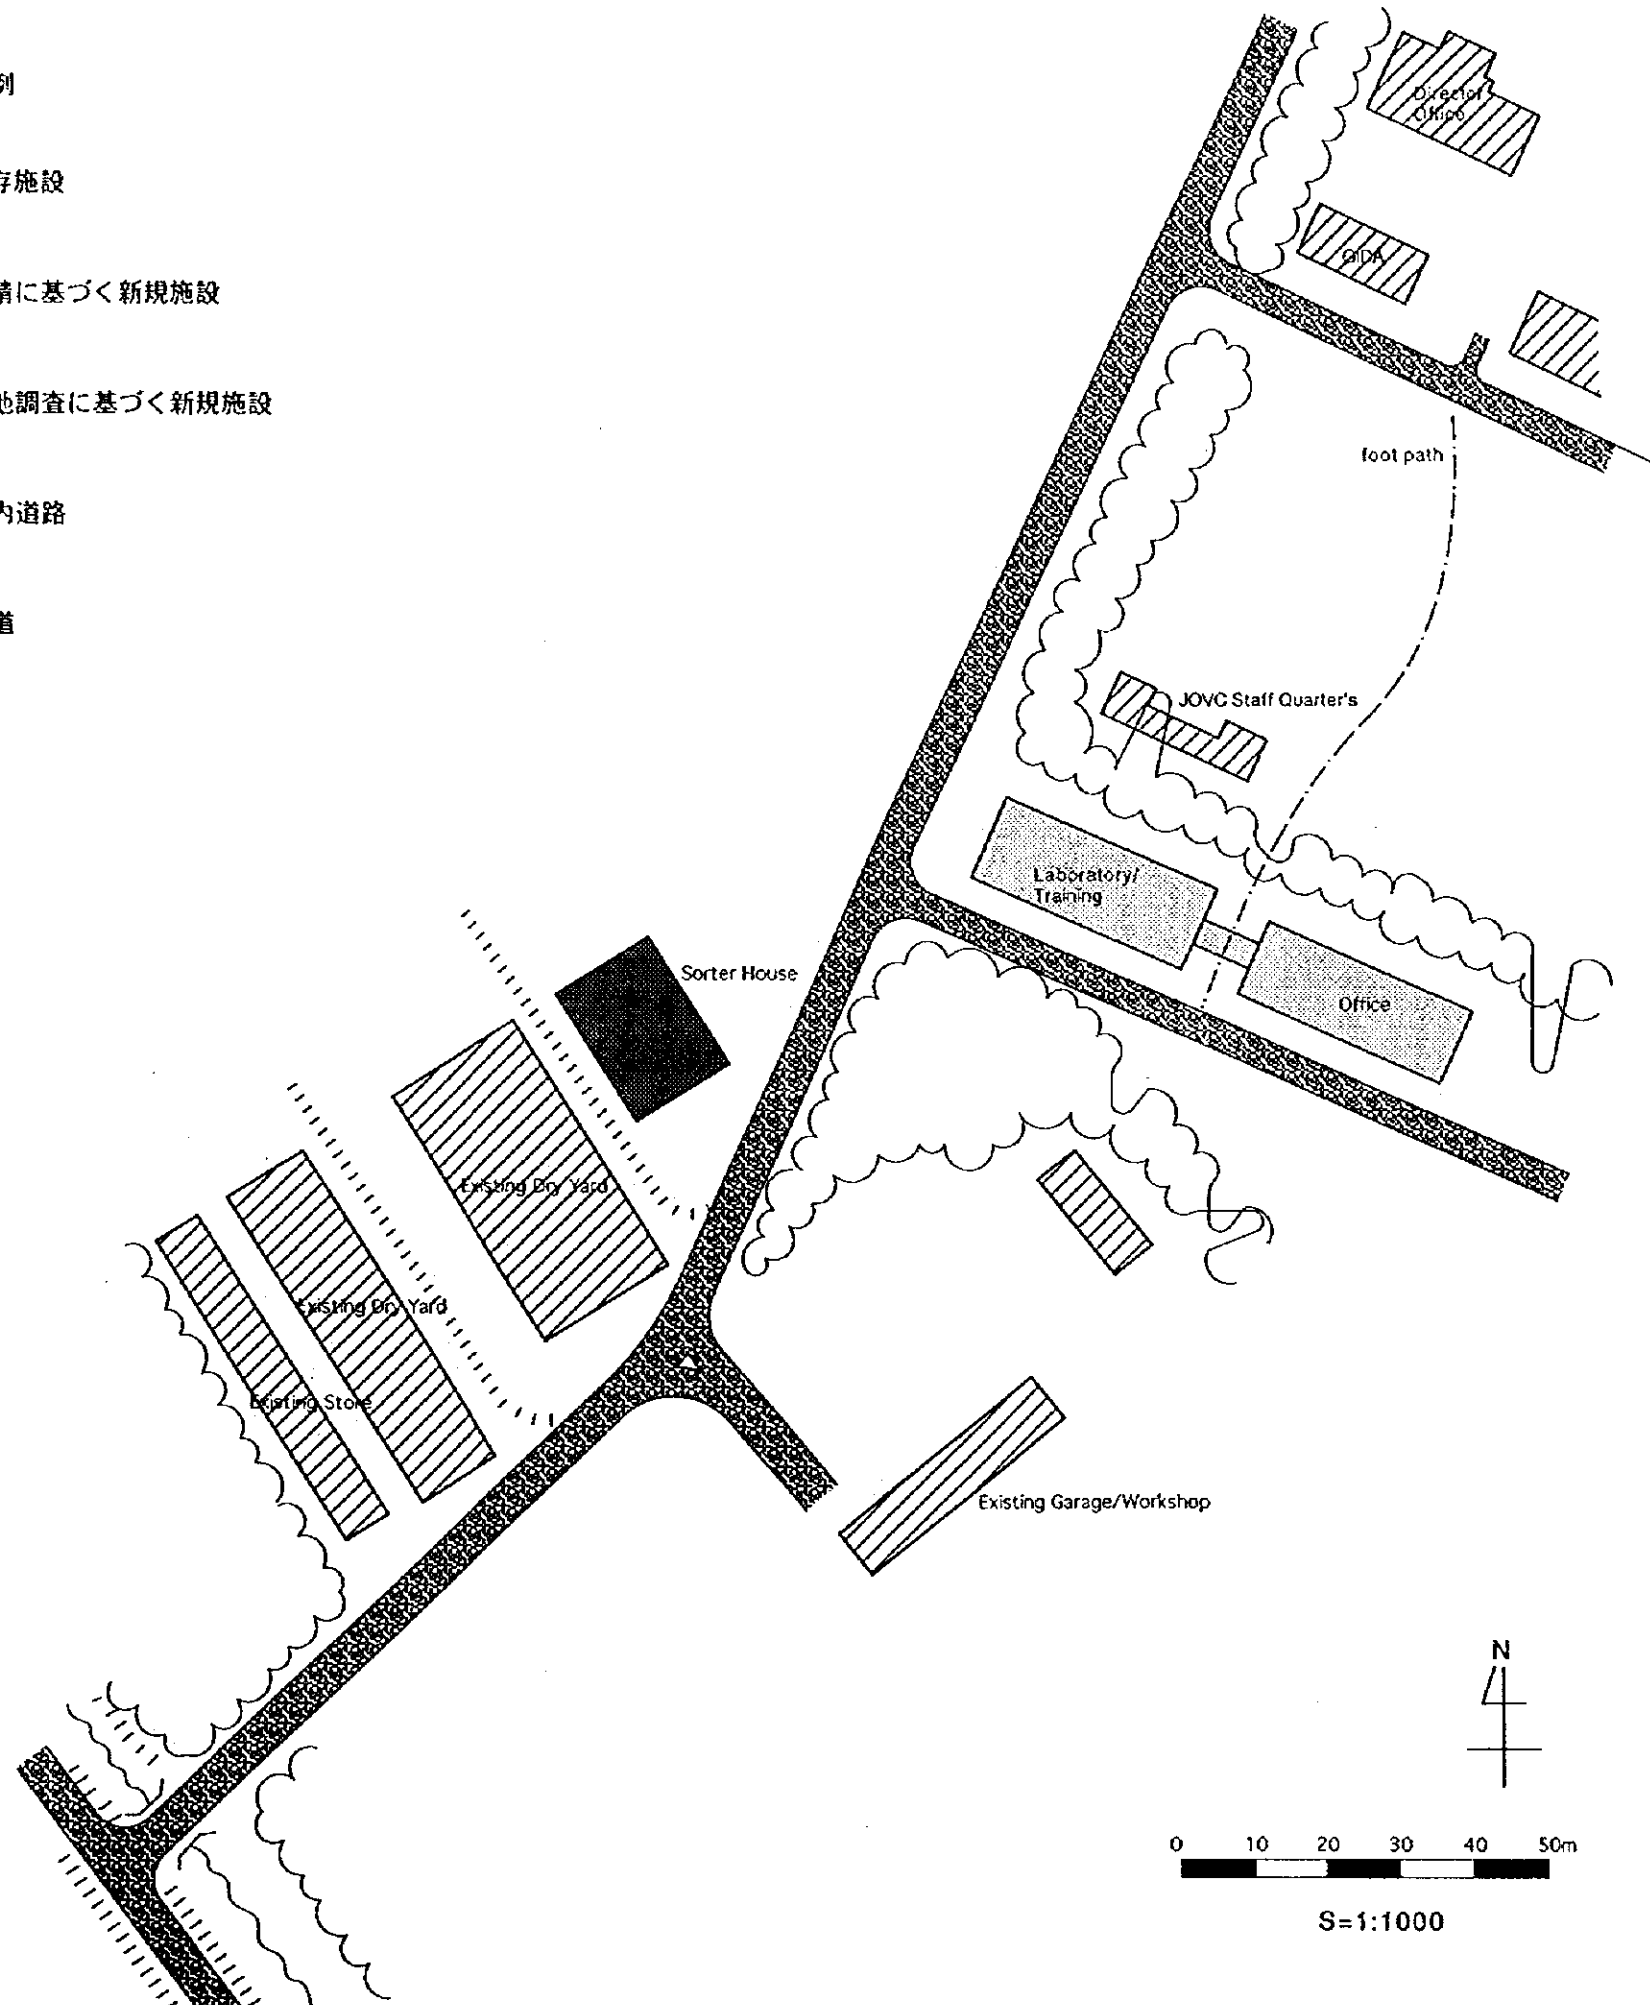 例
存施設
請に基づく新規施設
地調査に基づく新規施設
内道路
道
Director
Office
foot path
JOVC Staff Quarter's
Laboratory/
Training
Office
Sorter House
Existing Dry Yard
Existing Dry Yard
Existing Store
Existing Garage/Workshop
N
0 10 20 30 40 50m
S=1:1000